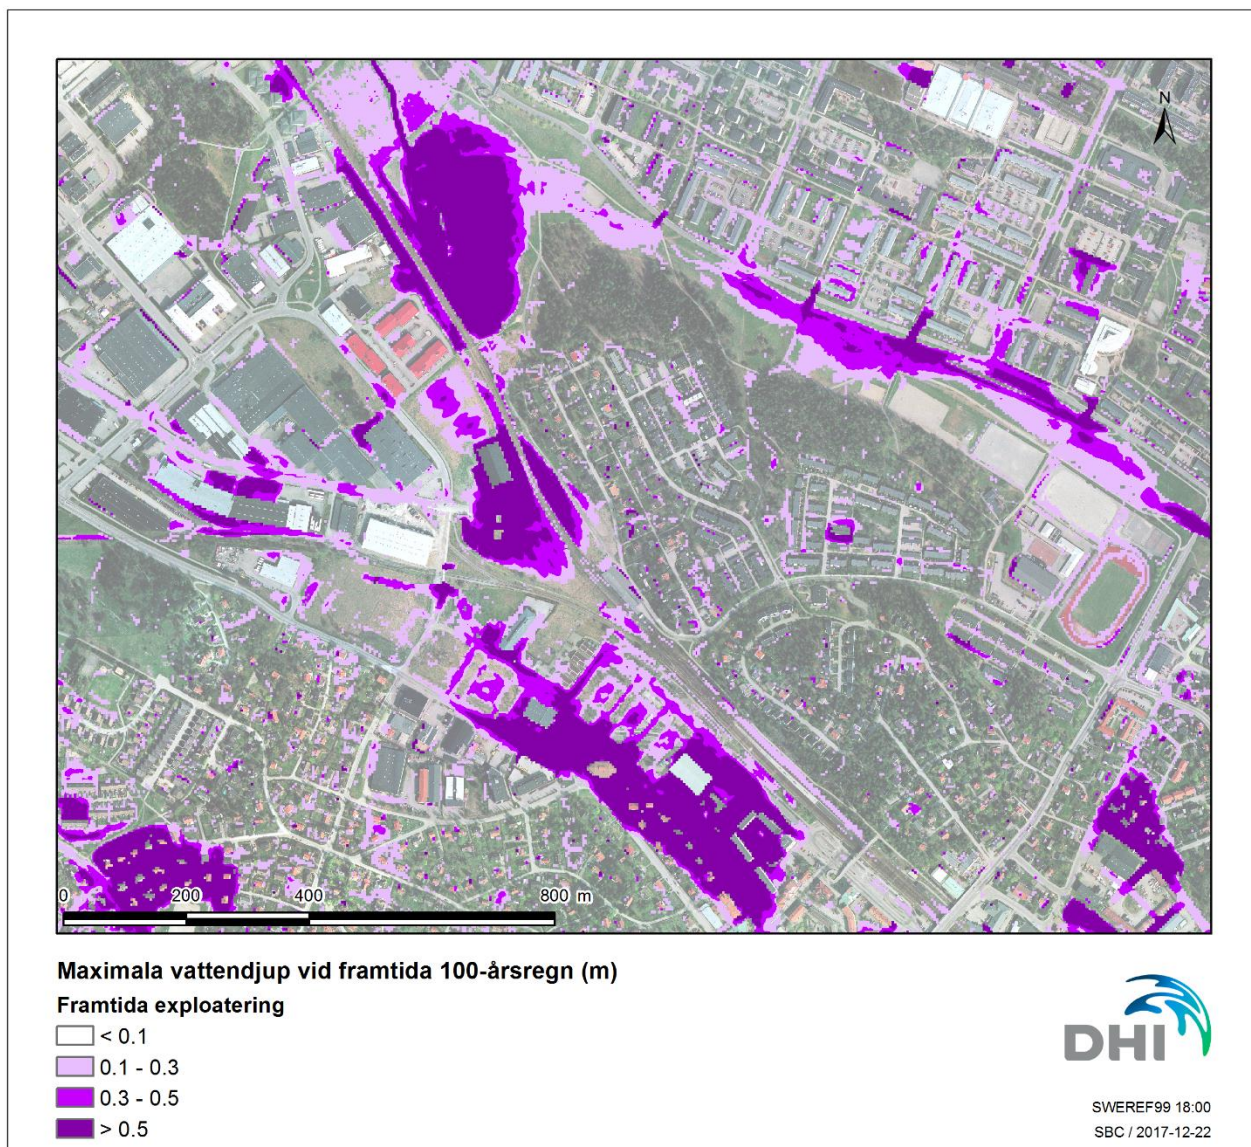 N
0 200 400 800 m
Maximala vattendjup vid framtida 100-årsregn (m)
Framtida exploatering
< 0.1
0.1 - 0.3
0.3 - 0.5
> 0.5
DHI
SWEREF99 18:00
SBC / 2017-12-22